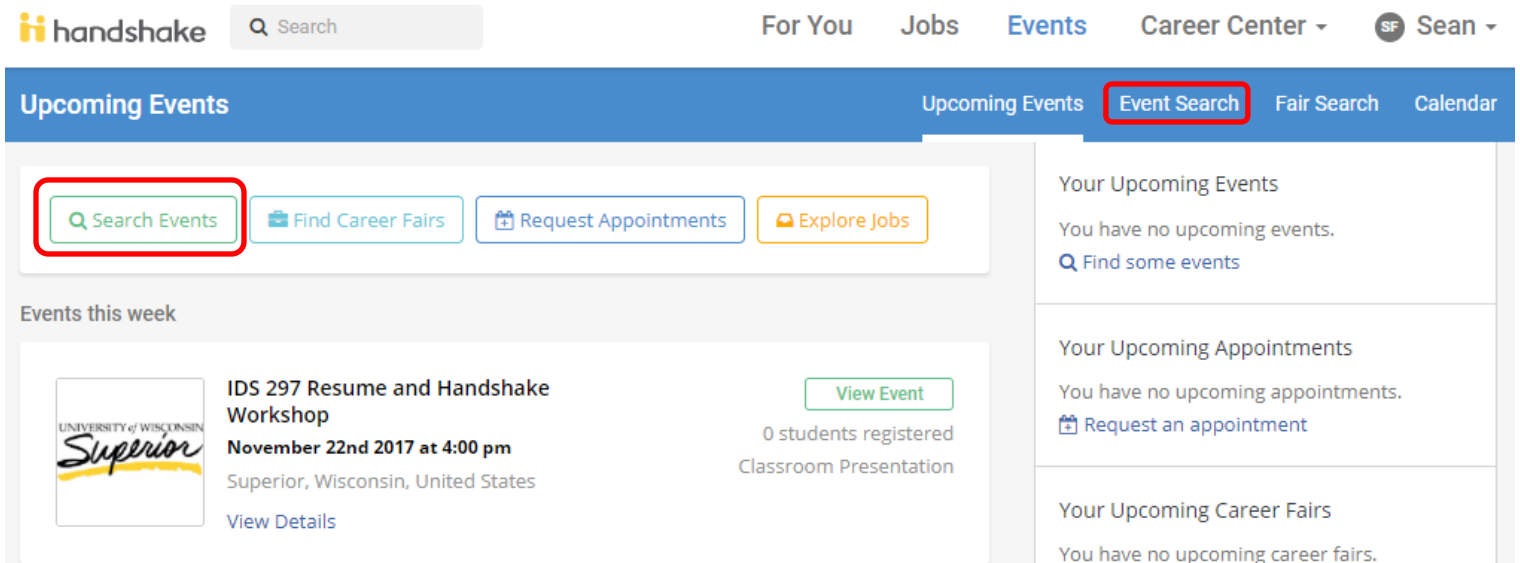 handshake
Search
For You
Jobs
Events
Career Center
SF
Sean
Upcoming Events
Upcoming Events
Event Search
Fair Search
Calendar
Search Events
Find Career Fairs
Request Appointments
Explore Jobs
Events this week
UNIVERSITY of WISCONSIN
Superior
IDS 297 Resume and Handshake
Workshop
November 22nd 2017 at 4:00 pm
Superior, Wisconsin, United States
View Details
View Event
0 students registered
Classroom Presentation
Your Upcoming Events
You have no upcoming events.
Find some events
Your Upcoming Appointments
You have no upcoming appointments.
Request an appointment
Your Upcoming Career Fairs
You have no upcoming career fairs.